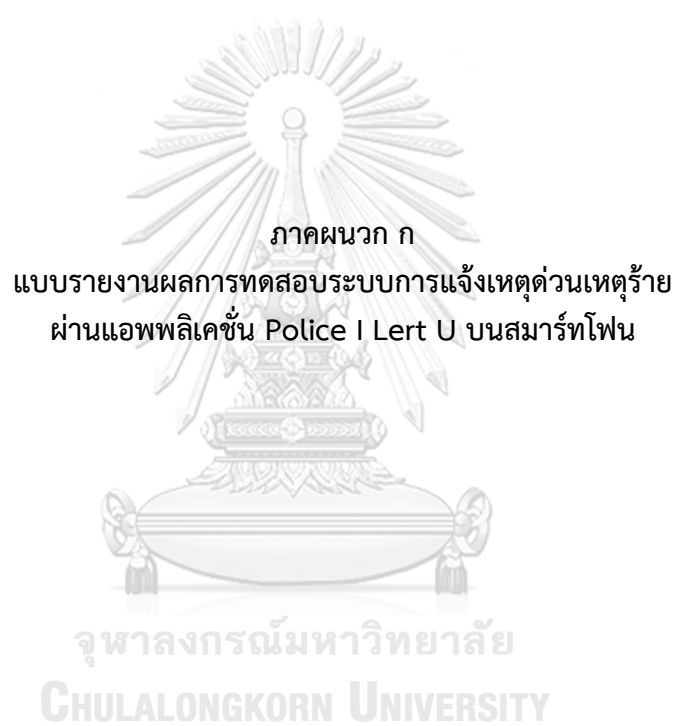 ภาคผนวก ก
แบบรายงานผลการทดสอบระบบการแจ้งเหตุด่วนเหตุร้าย
ผ่านแอพพลิเคชั่น Police I Lert U บนสมาร์ทโฟน
จุฬาลงกรณ์มหาวิทยาลัย
CHULALONGKORN UNIVERSITY